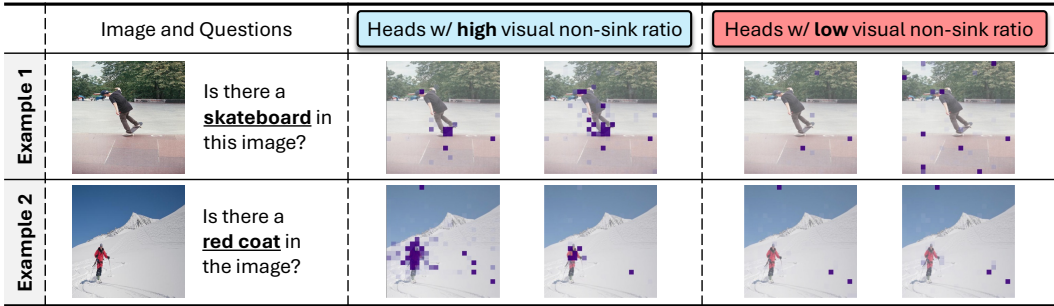 Image and Questions
Heads w/ high visual non-sink ratio
Heads w/ low visual non-sink ratio
Example 1
Is there a
skateboard in
this image?
Example 2
Is there a
red coat in
the image?